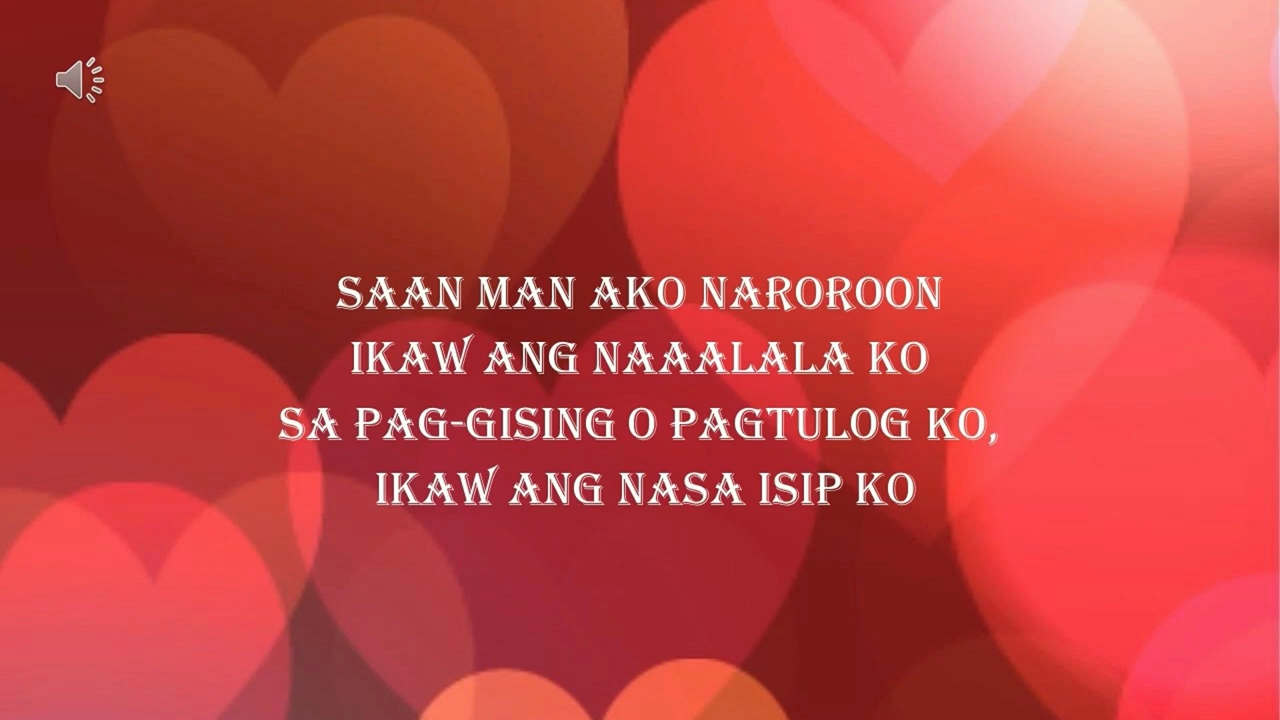 SAAN MAN AKO NAROROON
IKAW ANG NAAALALA KO
SA PAG-GISING O PAGTULOG KO,
IKAW ANG NASA ISIP KO